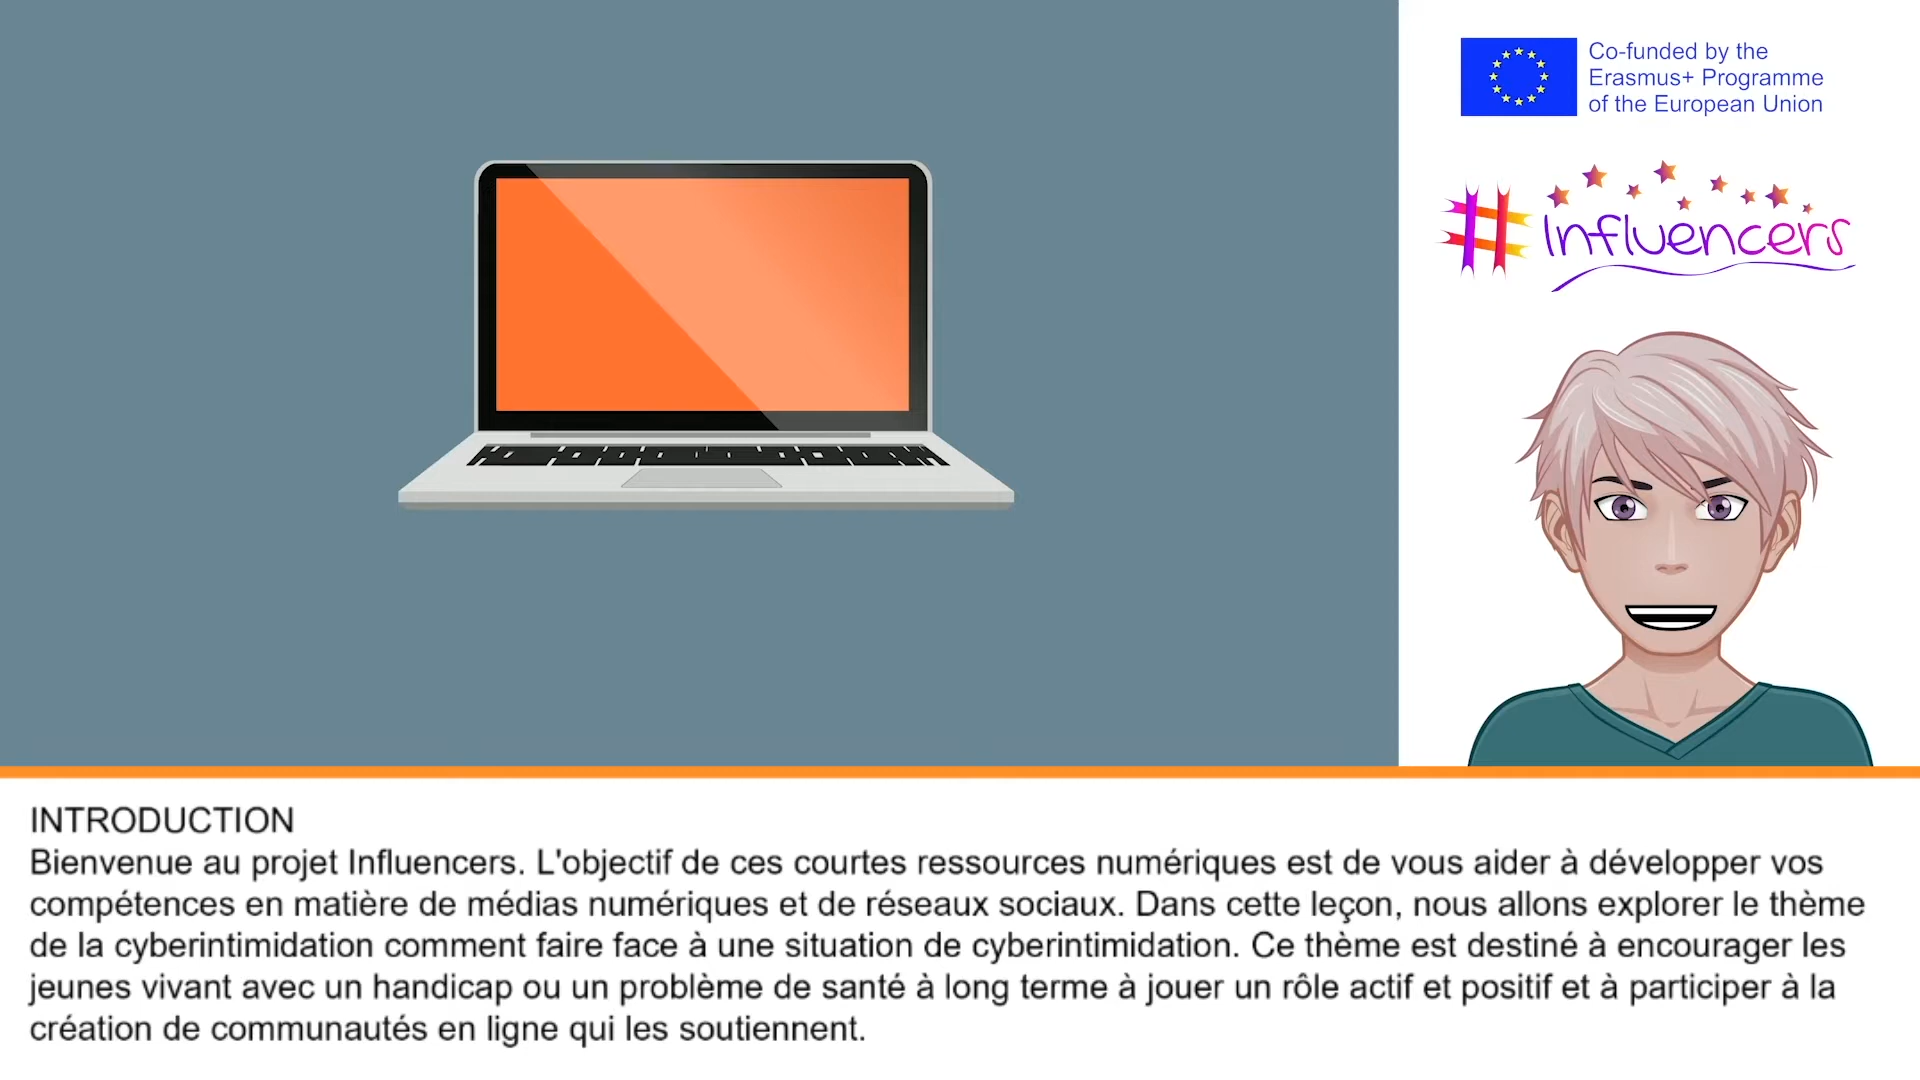 Co-funded by the
Erasmus+ Programme
of the European Union
#Influencers
INTRODUCTION
Bienvenue au projet Influencers. L'objectif de ces courtes ressources numériques est de vous aider à développer vos
compétences en matière de médias numériques et de réseaux sociaux. Dans cette leçon, nous allons explorer le thème
de la cyberintimidation comment faire face à une situation de cyberintimidation. Ce thème est destiné à encourager les
jeunes vivant avec un handicap ou un problème de santé à long terme à jouer un rôle actif et positif et à participer à la
création de communautés en ligne qui les soutiennent.